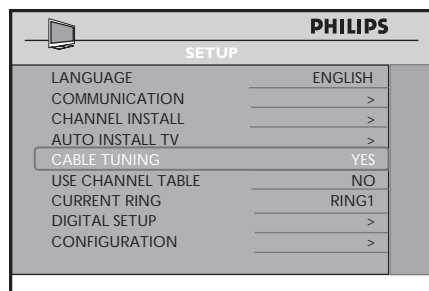 PHILIPS
SETUP
LANGUAGE ENGLISH
COMMUNICATION >
CHANNEL INSTALL >
AUTO INSTALL TV >
CABLE TUNING YES
USE CHANNEL TABLE NO
CURRENT RING RING1
DIGITAL SETUP >
CONFIGURATION >